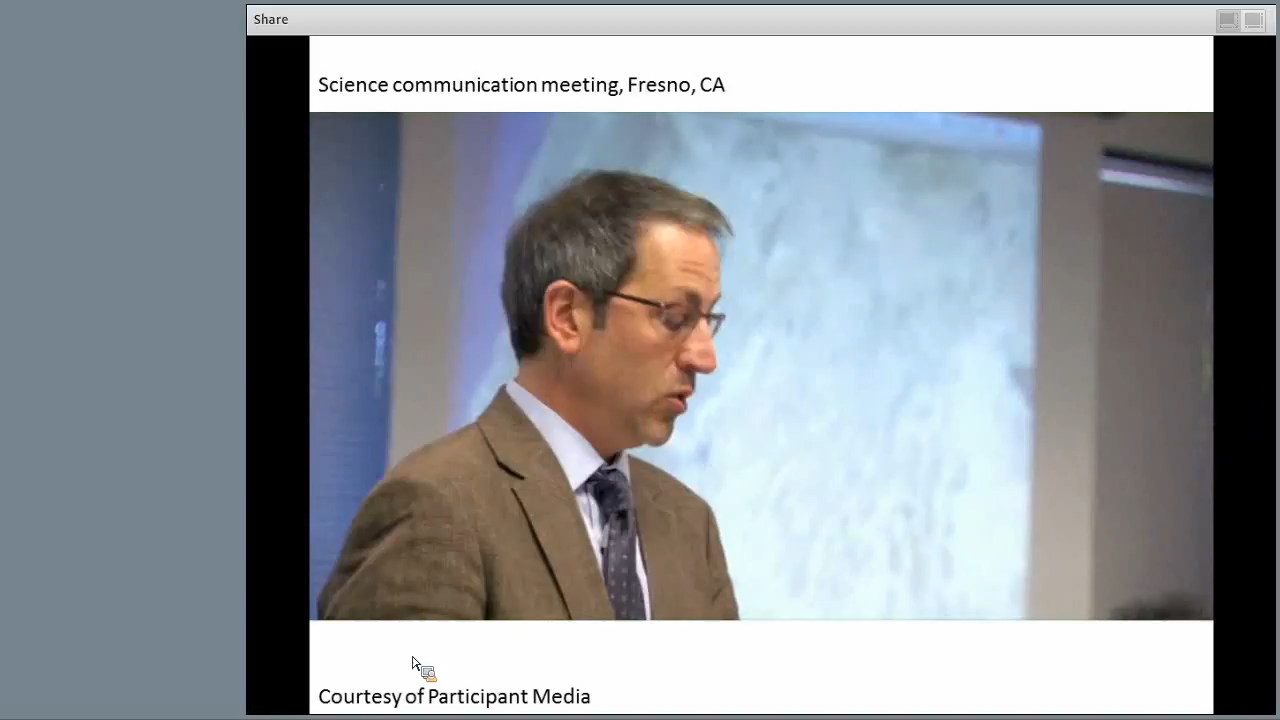 Share
Science communication meeting, Fresno, CA
Courtesy of Participant Media